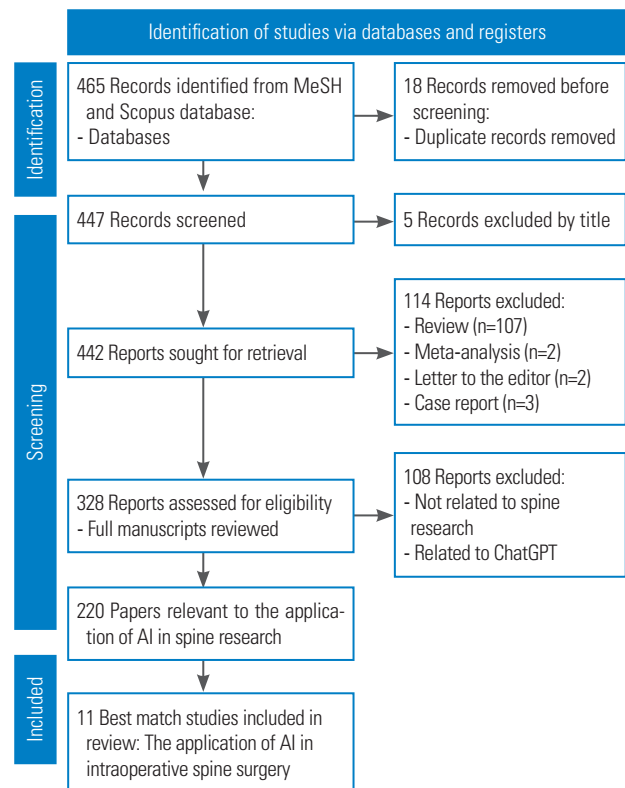 Identification of studies via databases and registers
Identification
465 Records identified from MeSH
and Scopus database:
- Databases
18 Records removed before
screening:
- Duplicate records removed
Screening
447 Records screened
5 Records excluded by title
442 Reports sought for retrieval
114 Reports excluded:
- Review (n=107)
- Meta-analysis (n=2)
- Letter to the editor (n=2)
- Case report (n=3)
328 Reports assessed for eligibility
- Full manuscripts reviewed
108 Reports excluded:
- Not related to spine
research
- Related to ChatGPT
220 Papers relevant to the applica-
tion of AI in spine research
Included
11 Best match studies included in
review: The application of AI in
intraoperative spine surgery